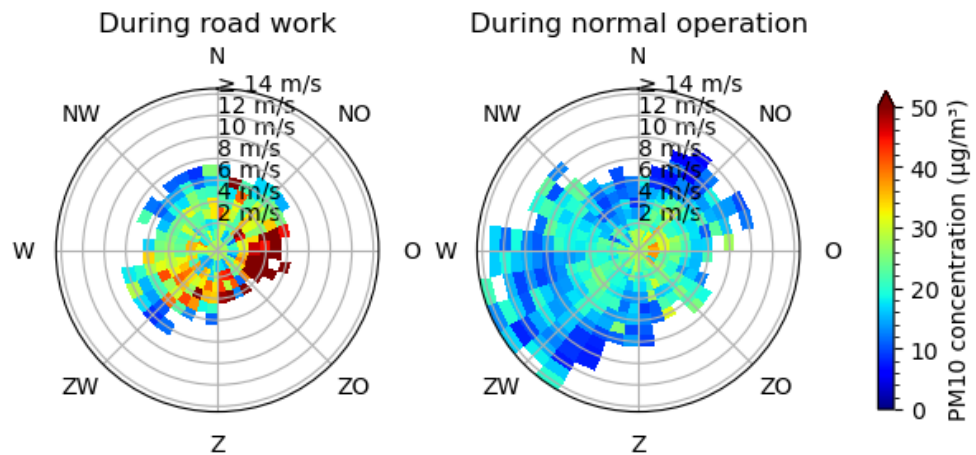 During road work
During normal operation
N
≥ 14 m/s
12 m/s
10 m/s
8 m/s
6 m/s
4 m/s
2 m/s
NW
NO
W
O
ZW
ZO
Z
N
≥ 14 m/s
12 m/s
10 m/s
8 m/s
6 m/s
4 m/s
2 m/s
NW
NO
W
O
ZW
ZO
Z
50
40
30
20
10
0
PM10 concentration (µg/m³)